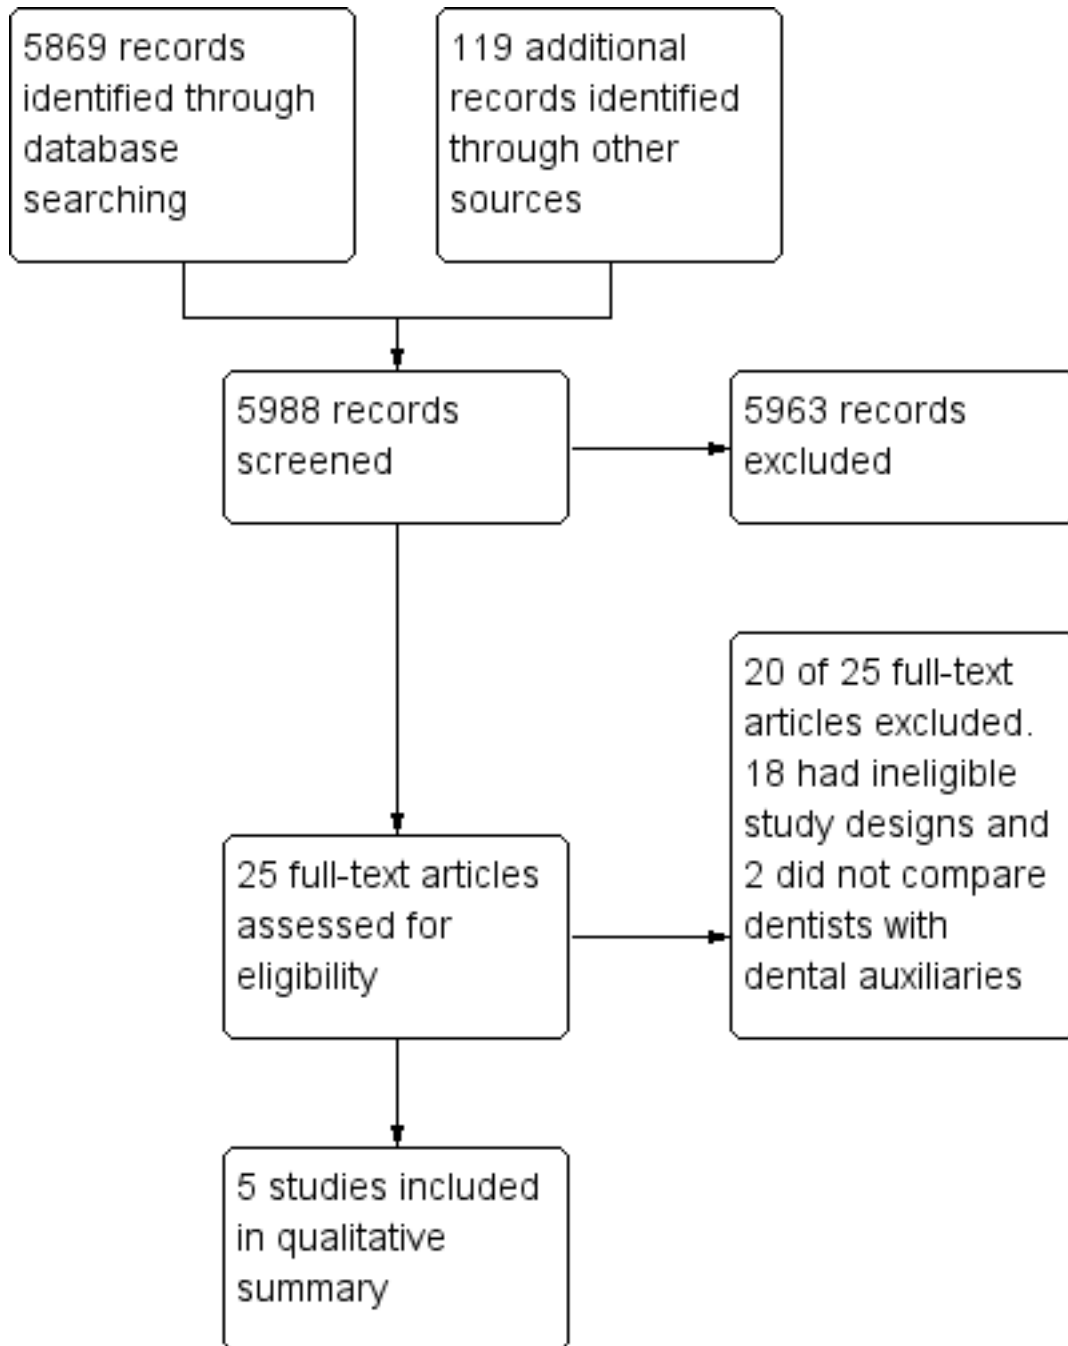 5869 records
identified through
database
searching
119 additional
records identified
through other
sources
5988 records
screened
5963 records
excluded
20 of 25 full-text
articles excluded.
18 had ineligible
study designs and
2 did not compare
dentists with
dental auxiliaries
25 full-text articles
assessed for
eligibility
5 studies included
in qualitative
summary